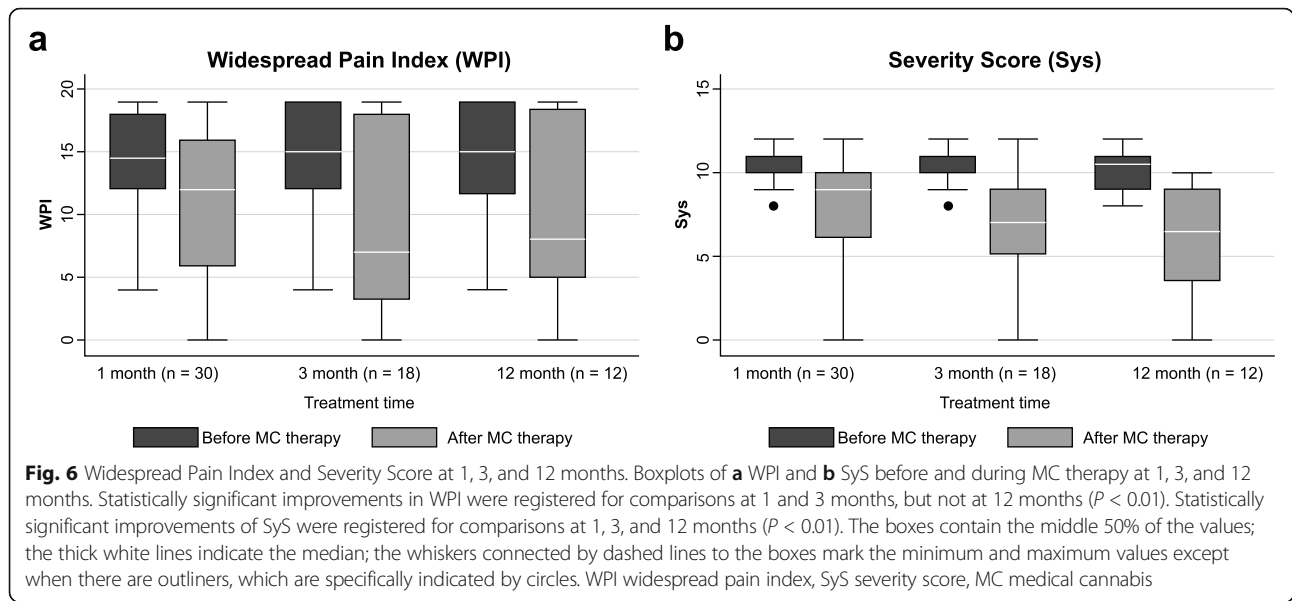 a
Widespread Pain Index (WPI)
WPI
20
15
10
5
0
1 month (n = 30)
3 month (n = 18)
12 month (n = 12)
Treatment time
Before MC therapy
After MC therapy
b
Severity Score (Sys)
Sys
15
10
5
0
1 month (n = 30)
3 month (n = 18)
12 month (n = 12)
Treatment time
Before MC therapy
After MC therapy
Fig. 6 Widespread Pain Index and Severity Score at 1, 3, and 12 months. Boxplots of a WPI and b SyS before and during MC therapy at 1, 3, and 12
months. Statistically significant improvements in WPI were registered for comparisons at 1 and 3 months, but not at 12 months (P < 0.01). Statistically
significant improvements of SyS were registered for comparisons at 1, 3, and 12 months (P < 0.01). The boxes contain the middle 50% of the values;
the thick white lines indicate the median; the whiskers connected by dashed lines to the boxes mark the minimum and maximum values except
when there are outliners, which are specifically indicated by circles. WPI widespread pain index, SyS severity score, MC medical cannabis